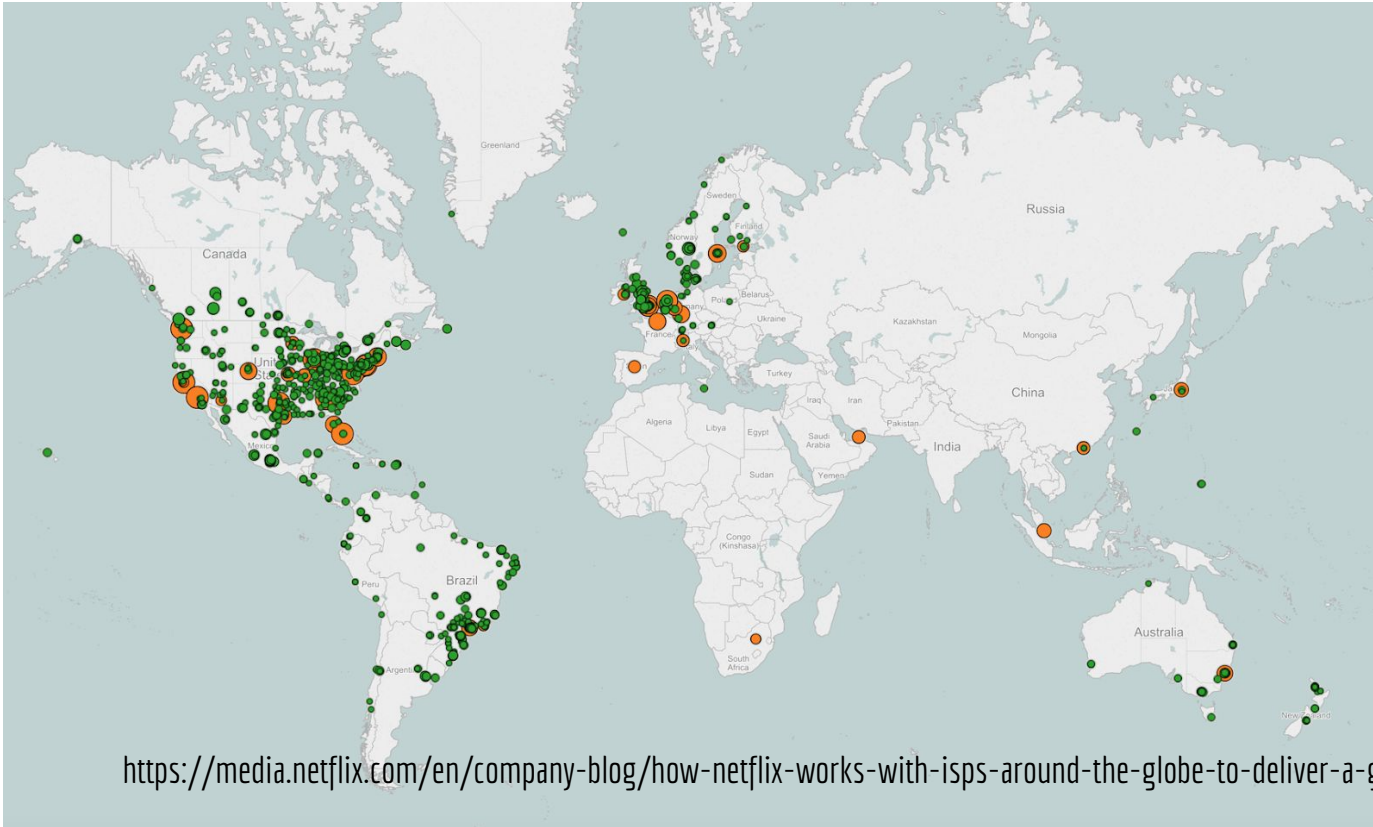 Greenland
Sweden
Finland
Russia
Norway
Canada
Belarus
Ukraine
Kazakhstan
Mongolia
France
Turkey
China
Iraq
Iran
Algeria
Libya
Egypt
Pakistan
Saudi
Arabia
India
Mexico
Sudan
Yemen
Congo
(Kinshasa)
Peru
Brazil
Australia
South
Africa
https://media.netflix.com/en/company-blog/how-netflix-works-with-isps-around-the-globe-to-deliver-a-g